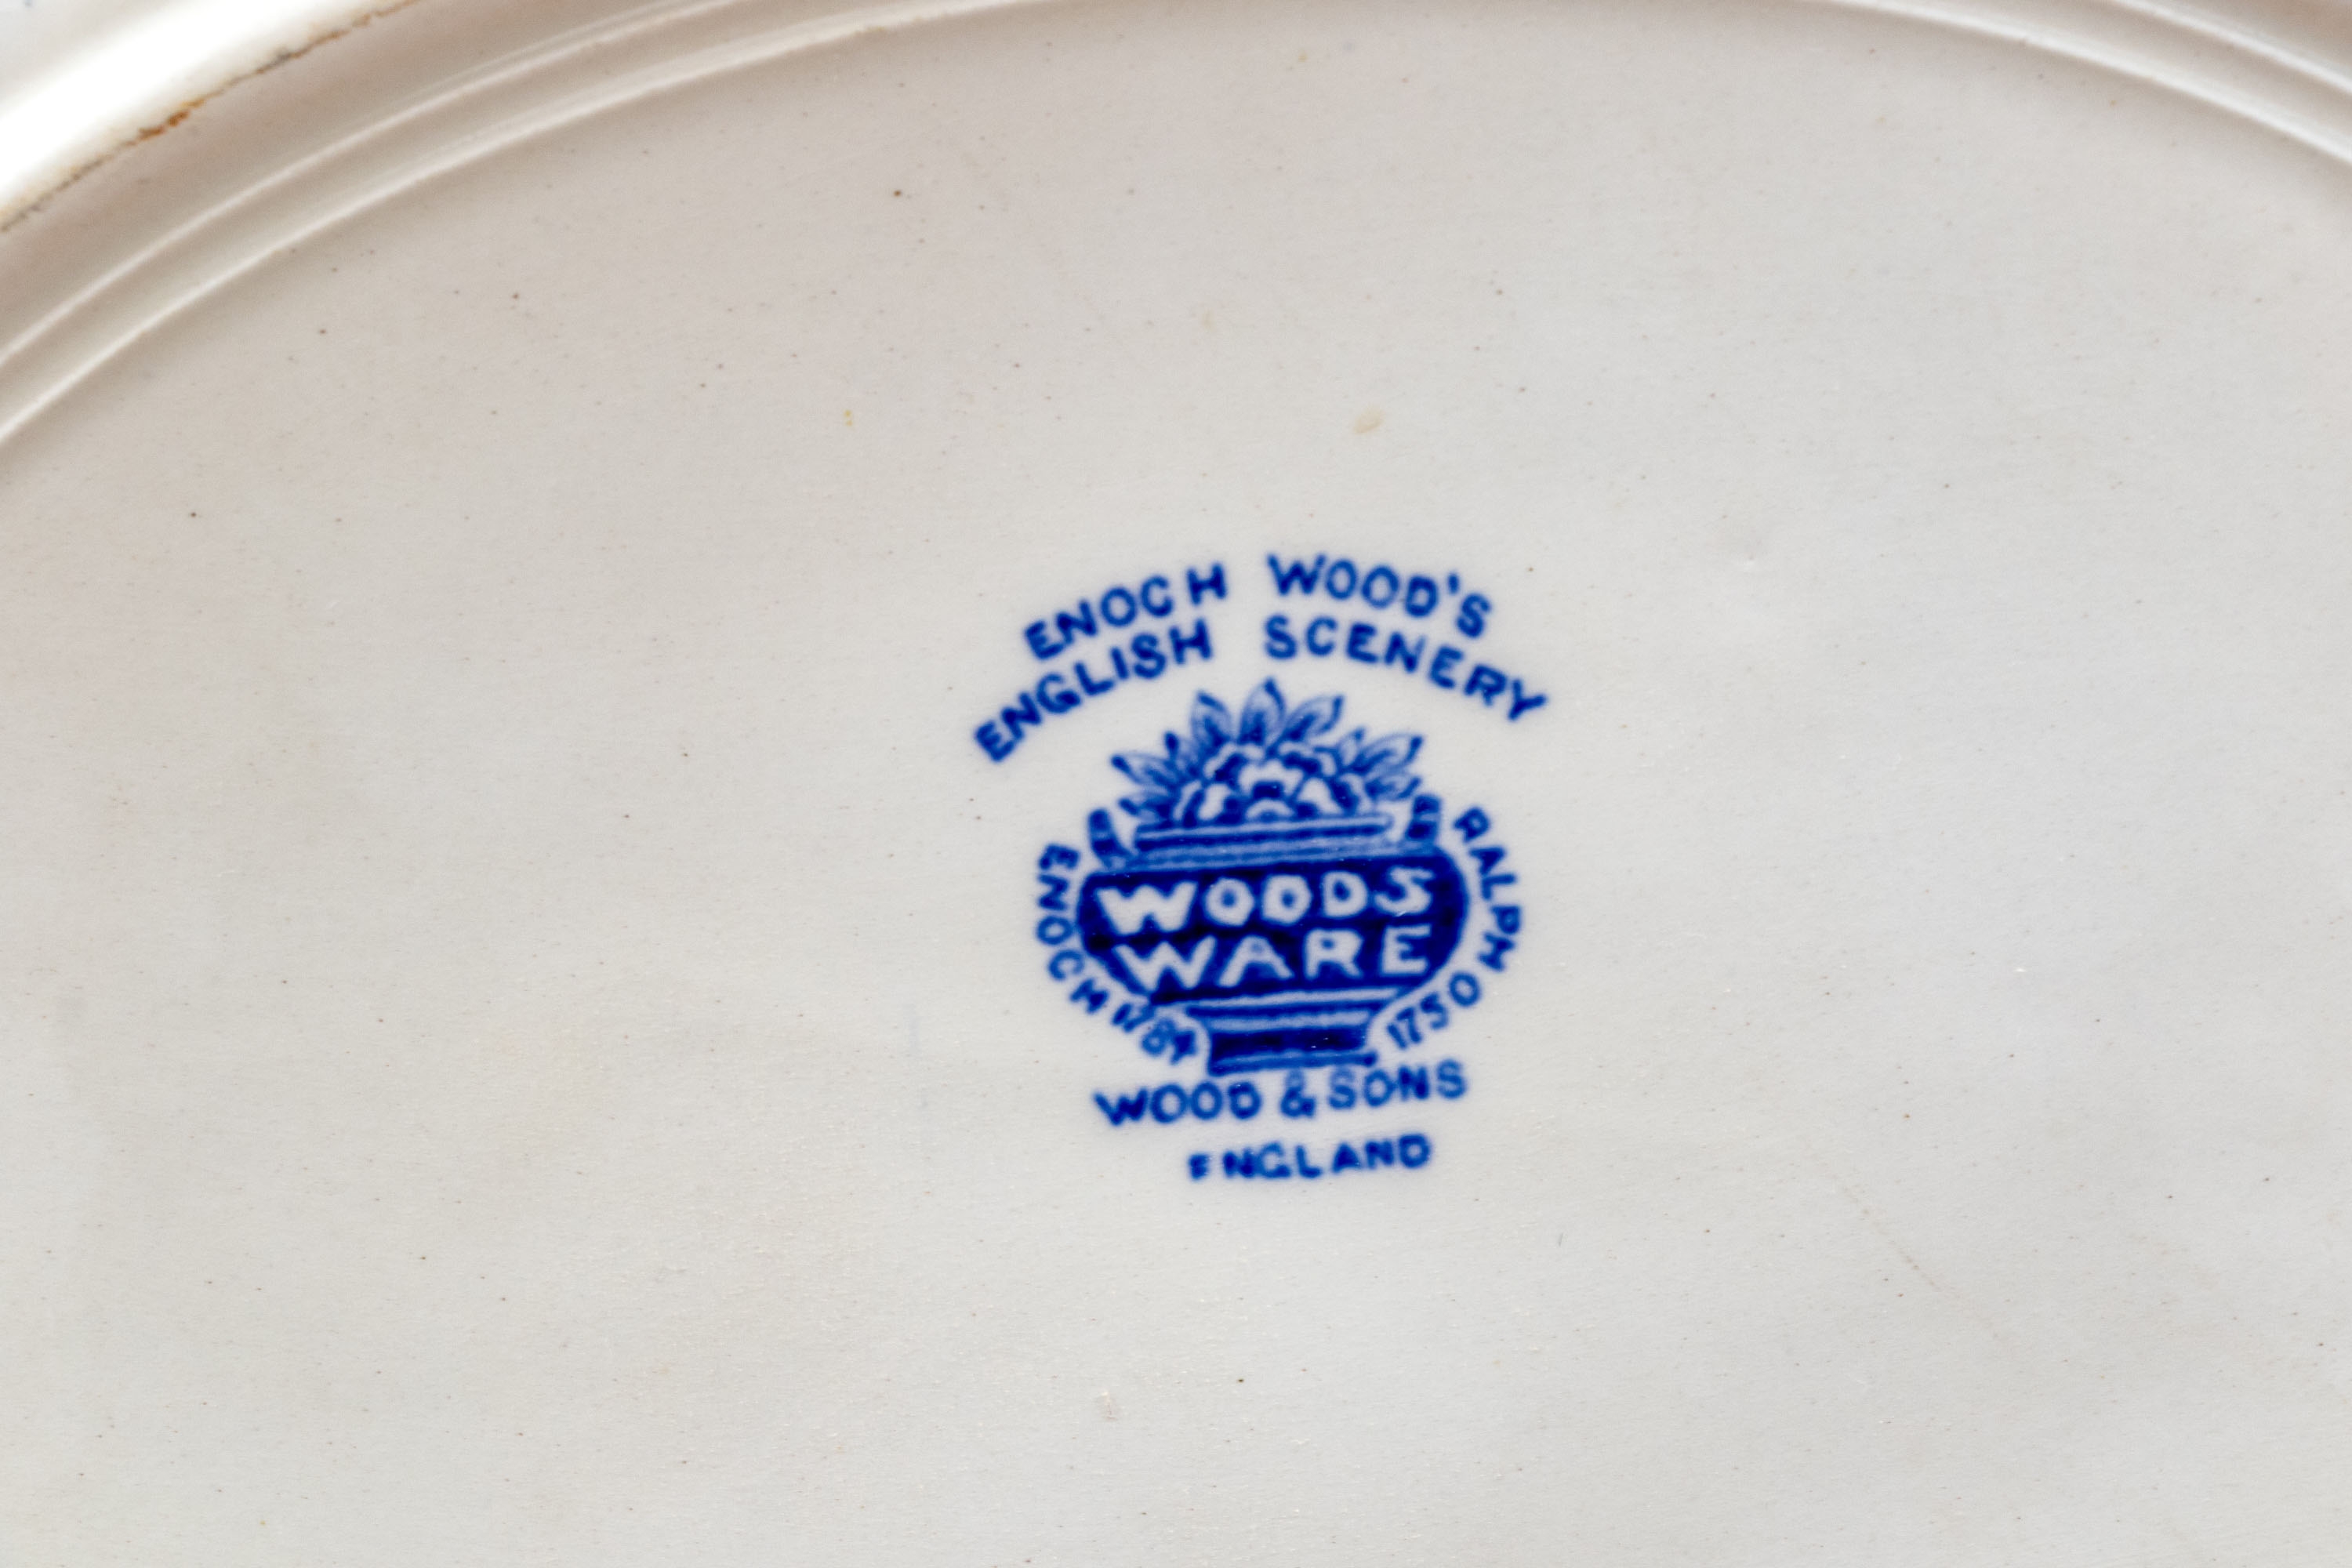 ENOCH WOOD'S
ENGLISH SCENERY
WOODS
WARE
ENOCH 1784
RALPH 1750
WOOD & SONS
ENGLAND